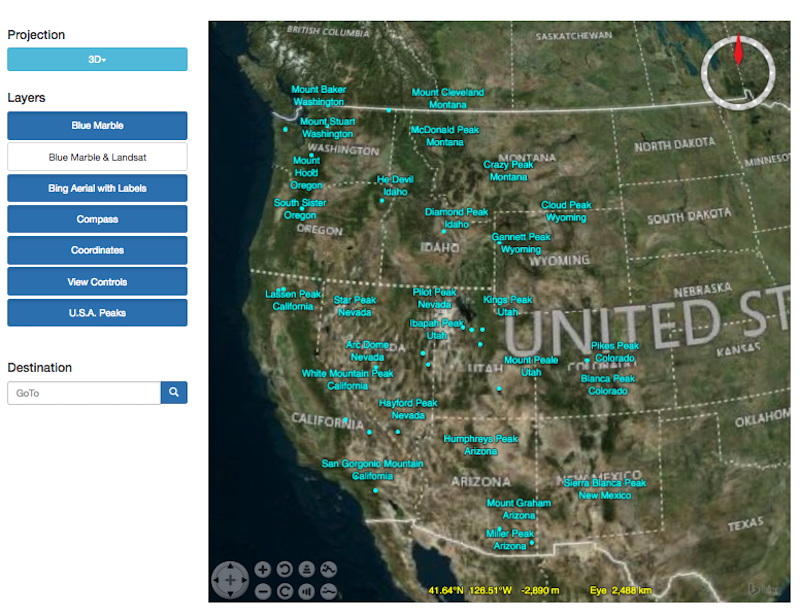 Projection
3D
Layers
Blue Marble
Blue Marble & Landsat
Bing Aerial with Labels
Compass
Coordinates
View Controls
U.S.A. Peaks
Destination
GoTo
BRITISH COLUMBIA
SASKATCHEWAN
Mount Baker
Washington
Mount Cleveland
Montana
Mount Stuart
Washington
McDonald Peak
Montana
WASHINGTON
NORTH DAKOTA
MINNESO
Mount
Hood
Oregon
MONTANA
Crazy Peak
Montana
He Devil
Idaho
South Sister
Oregon
OREGON
Diamond Peak
Idaho
IDAHO
Cloud Peak
Wyoming
SOUTH DAKOTA
Gannett Peak
Wyoming
WYOMING
Lassen Peak
California
Star Peak
Nevada
Pilot Peak
Nevada
Kings Peak
Utah
NEBRASKA
Ibapah Peak
Utah
UNITED ST
Arc Dome
Nevada
UTAH
Mount Peale
Utah
Pikes Peak
Colorado
KANSAS
White Mountain Peak
California
Blanca Peak
Colorado
Hayford Peak
Nevada
CALIFORNIA
OKLAHOM
Humphreys Peak
Arizona
San Gorgonio Mountain
California
ARIZONA
NEW MEXICO
Sierra Blanca Peak
New Mexico
Mount Graham
Arizona
TEXAS
Miller Peak
Arizona
41.64°N 126.51°W -2,890 m Eye 2,488 km